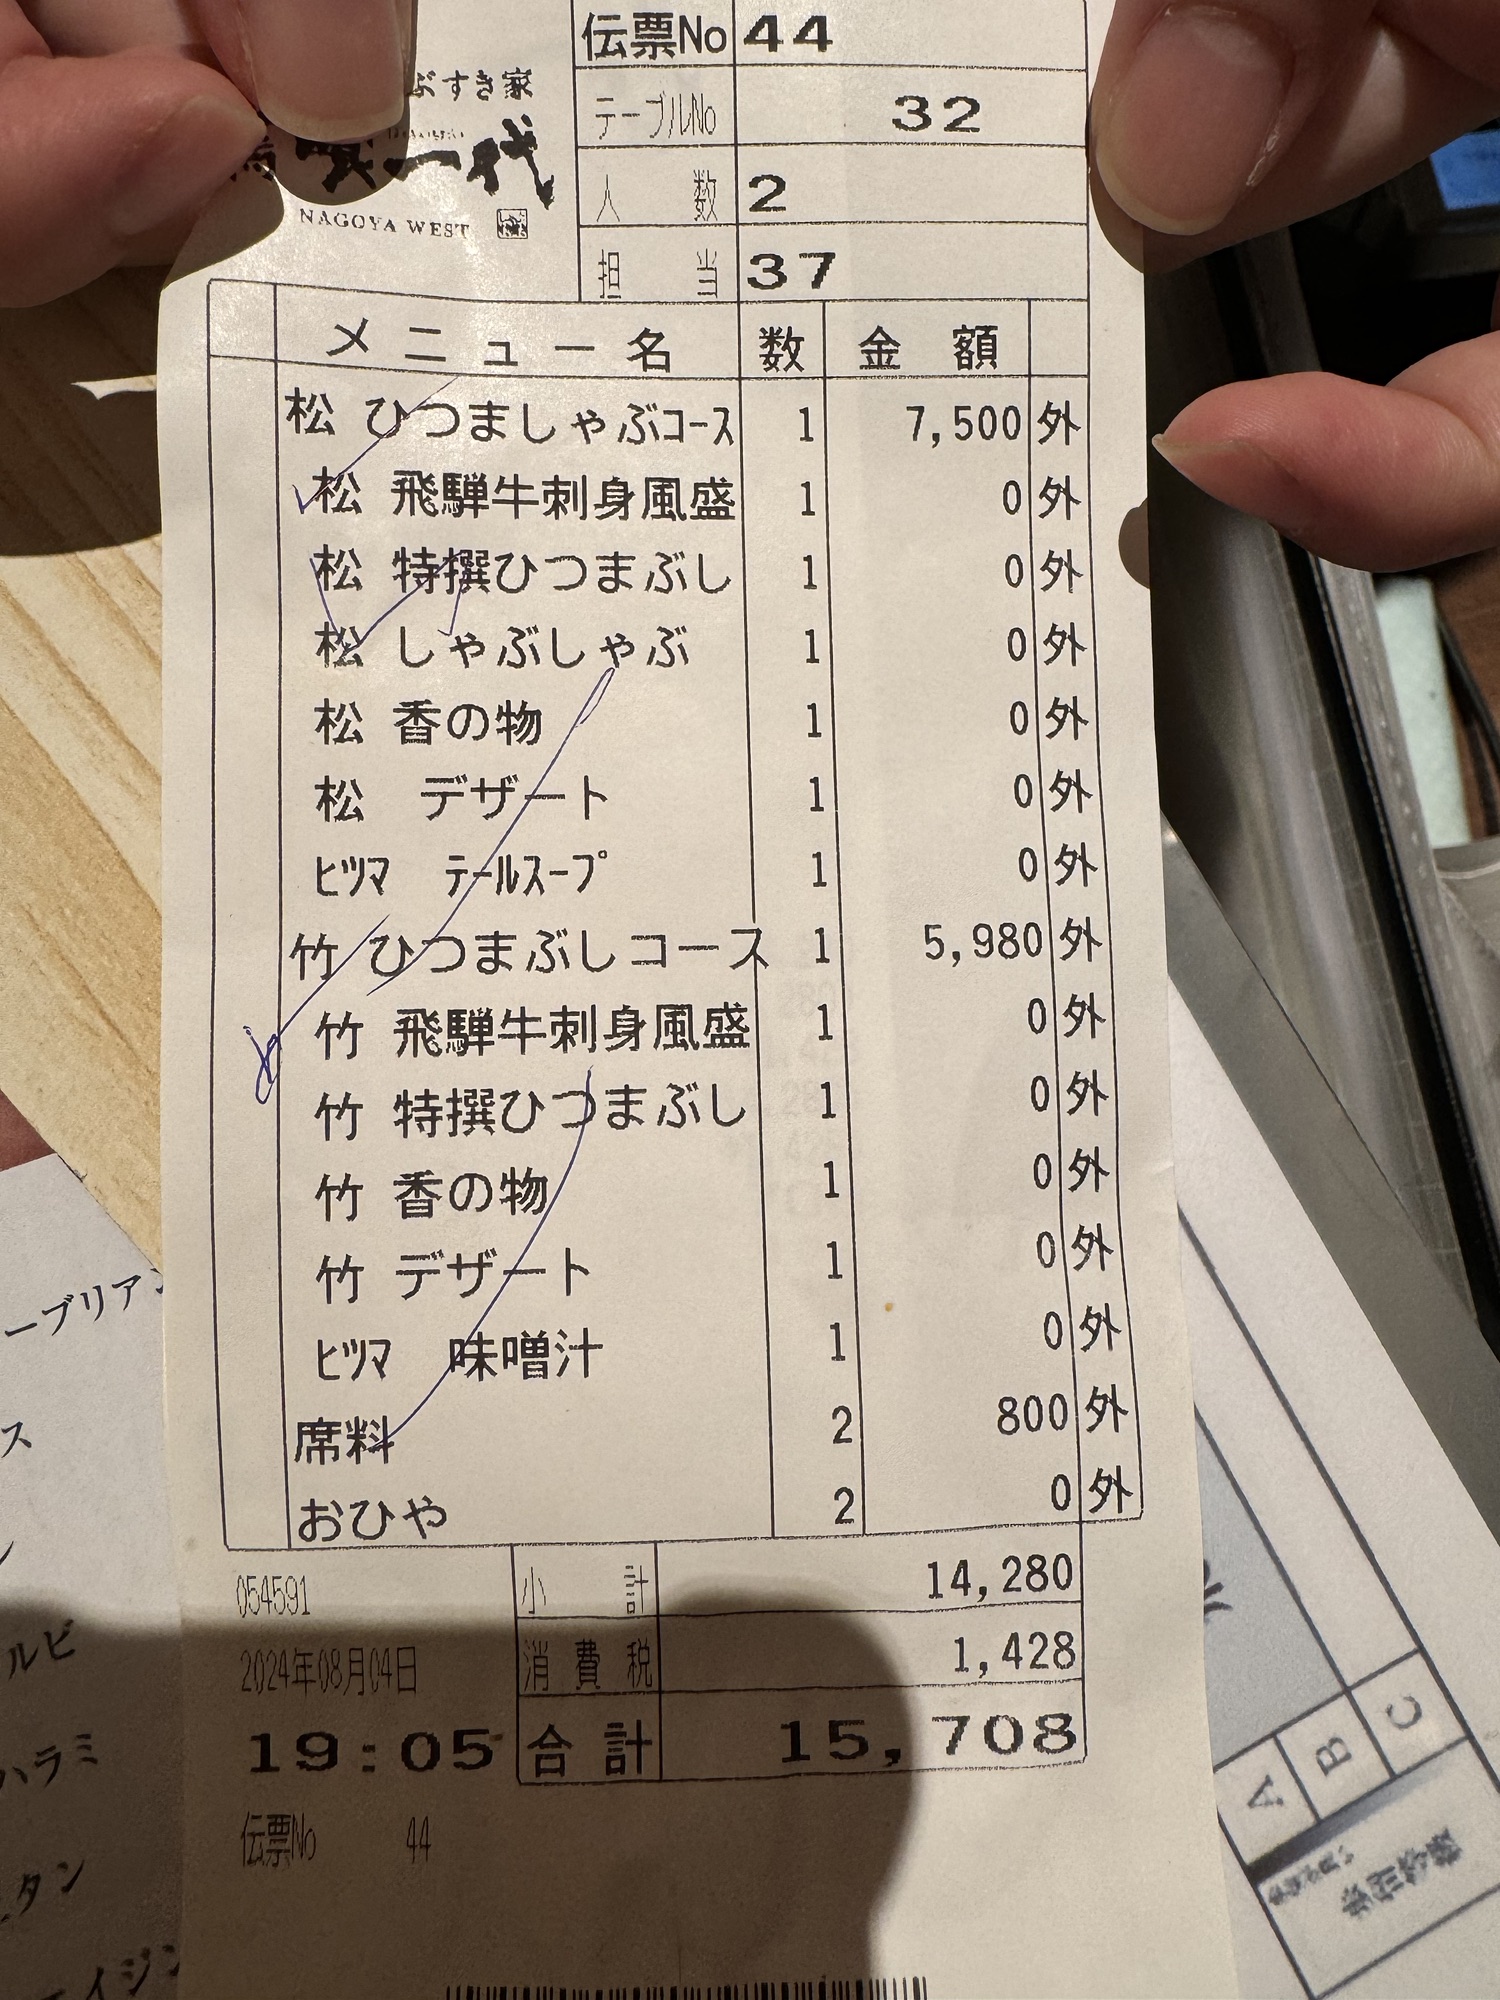 伝票No 44
ぶすき家
テーブルNo 32
一代
人数 2
NAGOYA WEST
担当 37
メニュー名 数 金額
松 ひつましゃぶコース 1 7,500 外
松 飛騨牛刺身風盛 1 0 外
松 特撰ひつまぶし 1 0 外
松 しゃぶしゃぶ 1 0 外
松 香の物 1 0 外
松 デザート 1 0 外
ヒツマ テールスープ 1 0 外
竹 ひつまぶしコース 1 5,980 外
竹 飛騨牛刺身風盛 1 0 外
竹 特撰ひつまぶし 1 0 外
竹 香の物 1 0 外
竹 デザート 1 0 外
ヒツマ 味噌汁 1 0 外
席料 2 800 外
おひや 2 0 外
054591 小計 14,280
2024年08月04日 消費税 1,428
19:05 合計 15,708
伝票No 44
ーブリアン
ス
ルビ
ハラミ
タン
イジン
A
B
C